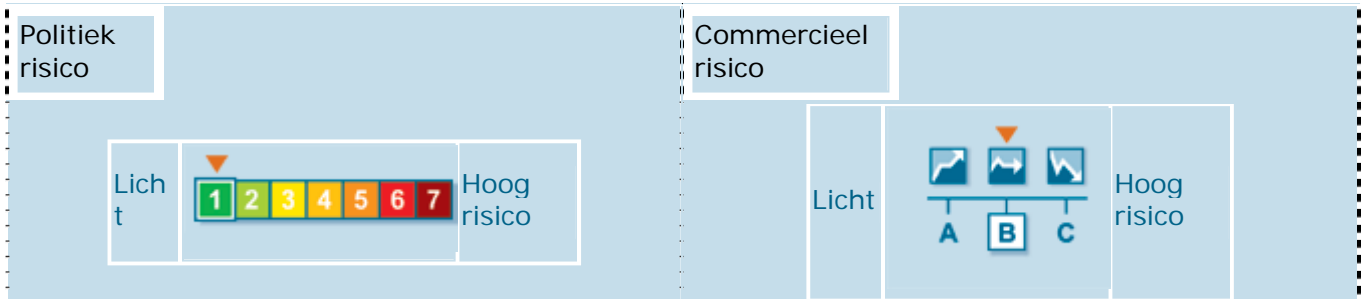 Politiek
risico
Lich
t
1 2 3 4 5 6 7
Hoog
risico
Commercieel
risico
Licht
A B C
Hoog
risico